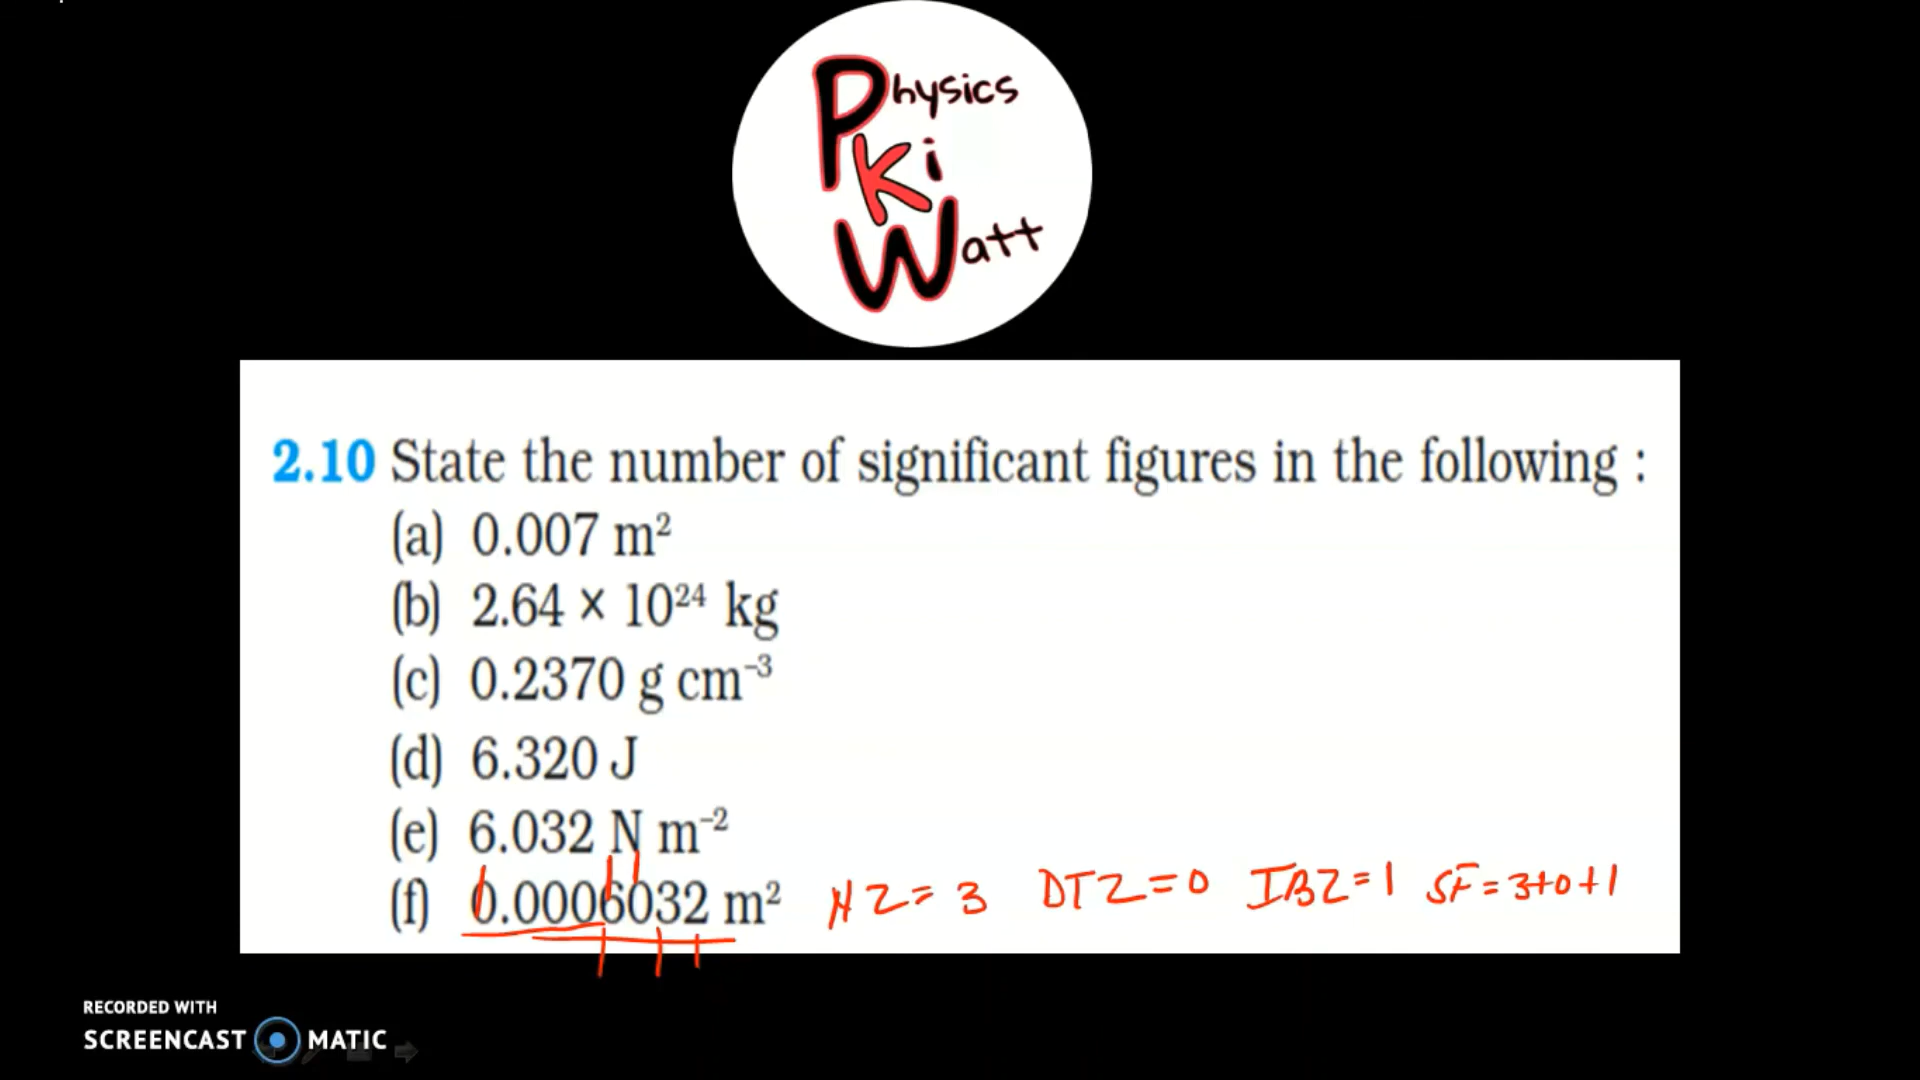 Physics
Ki
Watt
2.10 State the number of significant figures in the following :
(a) 0.007 m²
(b) 2.64 × 10²⁴ kg
(c) 0.2370 g cm⁻³
(d) 6.320 J
(e) 6.032 N m⁻²
(f) 0.0006032 m² NZ = 3 DTZ = 0 IBZ = 1 SF = 3+0+1
RECORDED WITH
SCREENCAST MATIC